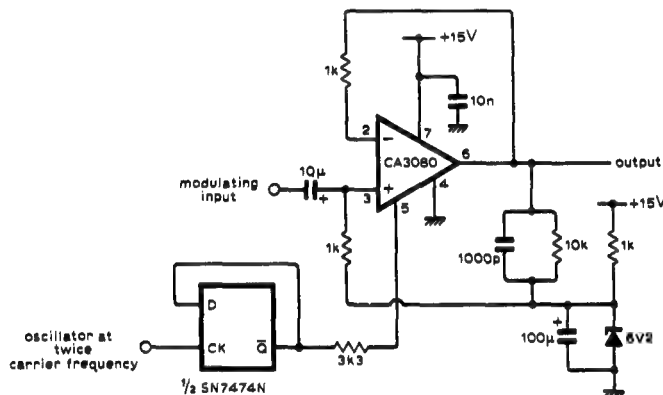 +15V
1k
10n
2
7
CA3080
6
output
10µ
modulating
input
+
3
4
5
+15V
1k
1000p
10k
1k
D
oscillator at
twice
carrier frequency
CK
Q̅
3k3
+
100µ
6V2
½ SN7474N